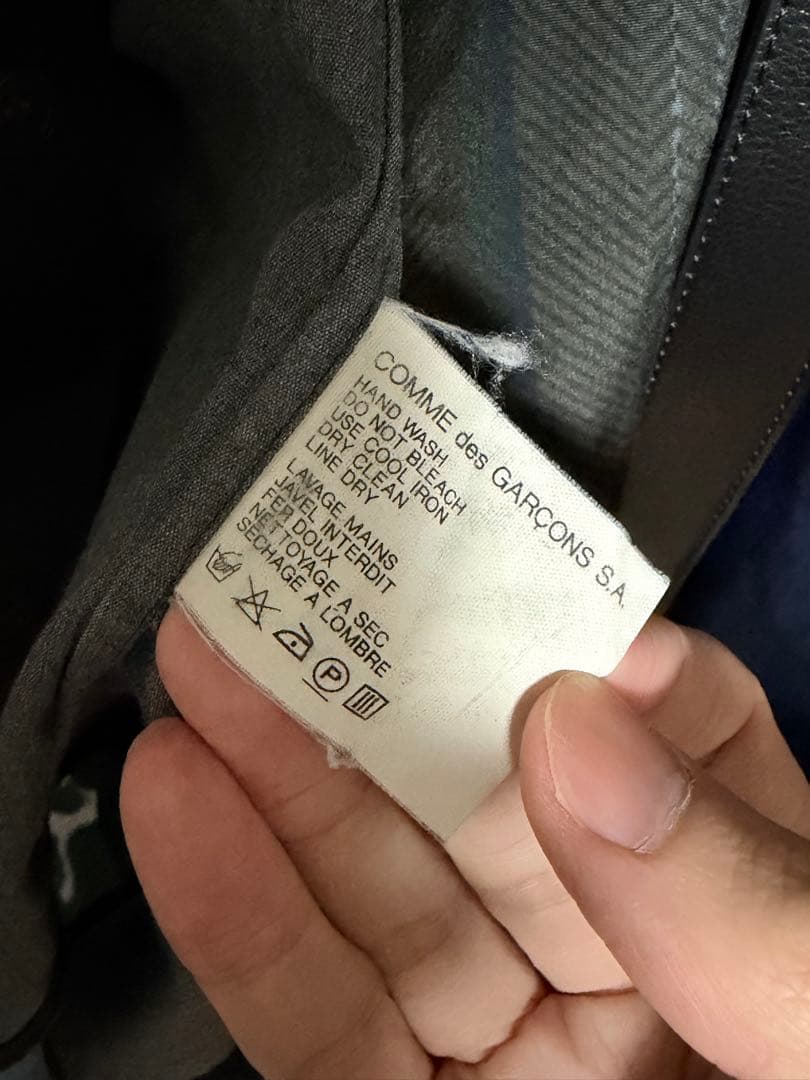 COMME des GARÇONS S.A.
HAND WASH
DO NOT BLEACH
USE COOL IRON
DRY CLEAN
LINE DRY
LAVAGE MAINS
JAVEL INTERDIT
FER DOUX
NETTOYAGE A SEC
SECHAGE A L'OMBRE
P